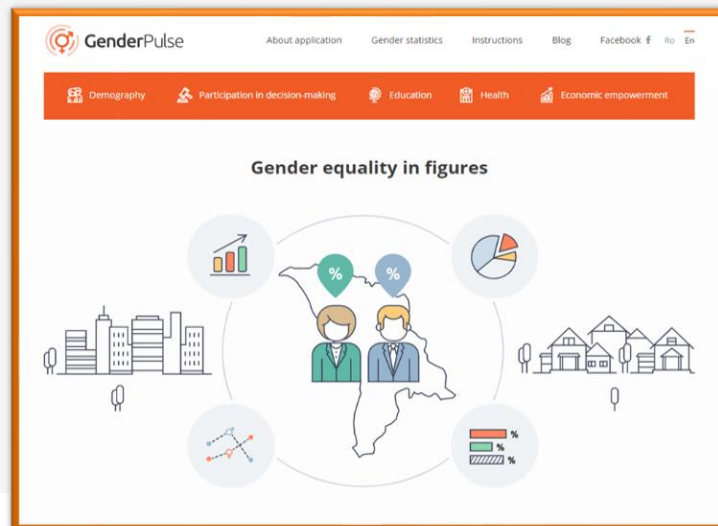 GenderPulse
About application Gender statistics Instructions Blog Facebook f Ro En
Demography Participation in decision-making Education Health Economic empowerment
Gender equality in figures
% %
%
%
%